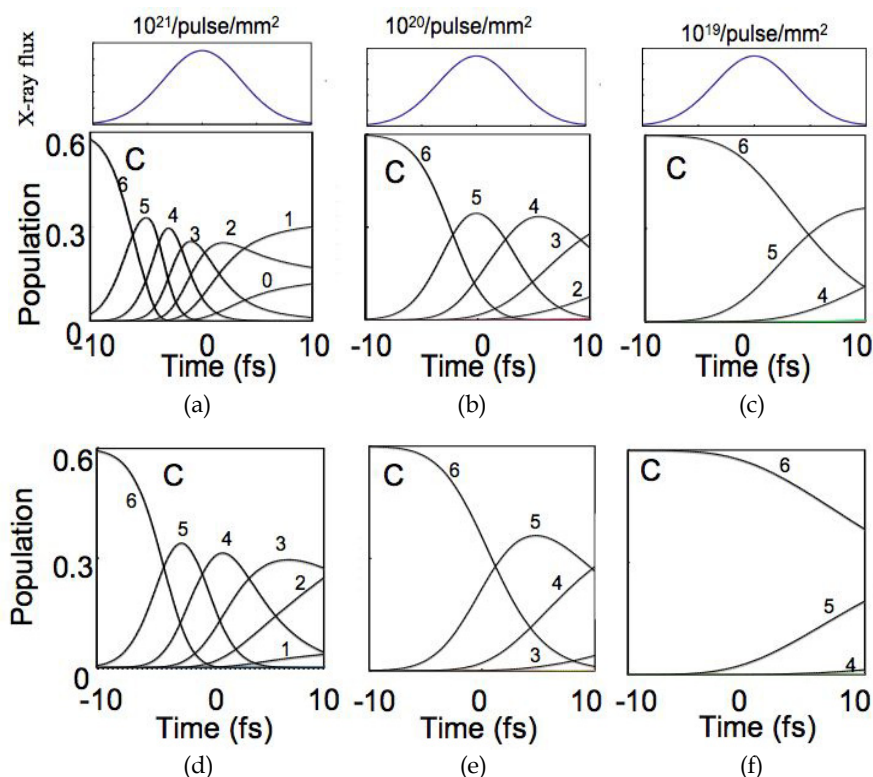 10²¹/pulse/mm² 10²⁰/pulse/mm² 10¹⁹/pulse/mm²
X-ray flux
0.6 C 6 5 4 3 2 1 0
C 6 5 4 3 2
C 6 5 4
Population
0.3
0
-10 0 10 -10 0 10 -10 0 10
Time (fs) Time (fs) Time (fs)
(a) (b) (c)
0.6 C 6 5 4 3 2 1
C 6 5 4 3
C 6 5 4
Population
0.3
0
-10 0 10 -10 0 10 -10 0 10
Time (fs) Time (fs) Time (fs)
(d) (e) (f)